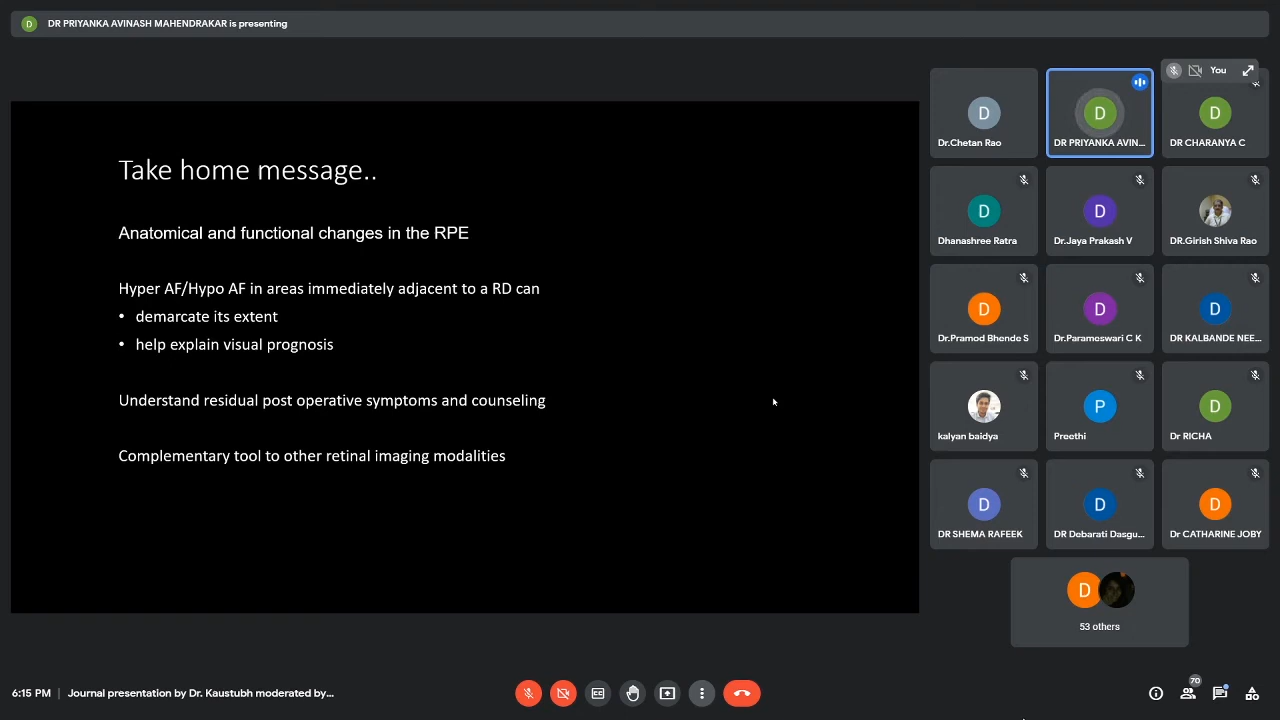 D DR PRIYANKA AVINASH MAHENDRAKAR is presenting
Take home message..
Anatomical and functional changes in the RPE
Hyper AF/Hypo AF in areas immediately adjacent to a RD can
• demarcate its extent
• help explain visual prognosis
Understand residual post operative symptoms and counseling
Complementary tool to other retinal imaging modalities
You
D D D
Dr.Chetan Rao DR PRIYANKA AVIN... DR CHARANYA C
D D
Dhanashree Ratra Dr.Jaya Prakash V DR.Girish Shiva Rao
D D D
Dr.Pramod Bhende S Dr.Parameswari C K DR KALBANDE NEE...
P D
kalyan baidya Preethi Dr RICHA
D D D
DR SHEMA RAFEEK DR Debarati Dasgu... Dr CATHARINE JOBY
D
53 others
6:15 PM | Journal presentation by Dr. Kaustubh moderated by...
CC
70